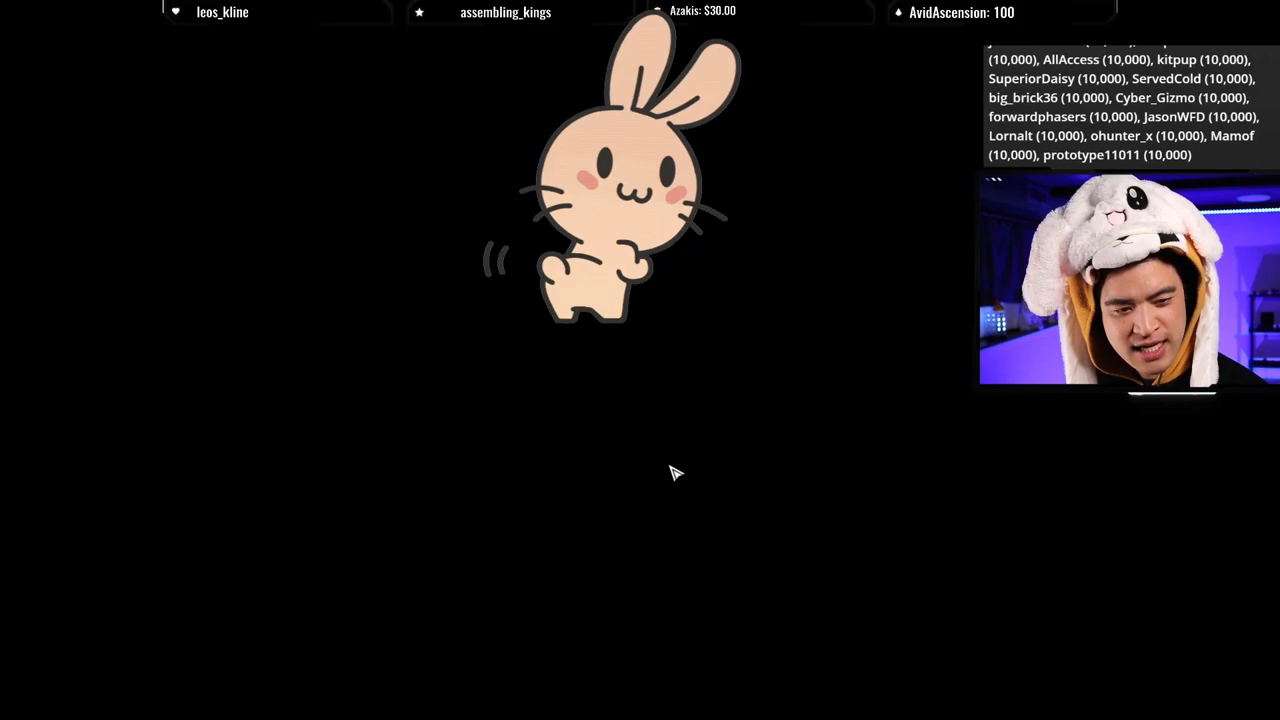 leos_kline
assembling_kings
Azakis: $30.00
AvidAscension: 100
(10,000), AllAccess (10,000), kitpup (10,000),
SuperiorDaisy (10,000), ServedCold (10,000),
big_brick36 (10,000), Cyber_Gizmo (10,000),
forwardphasers (10,000), JasonWFD (10,000),
Lornalt (10,000), ohunter_x (10,000), Mamof
(10,000), prototype11011 (10,000)